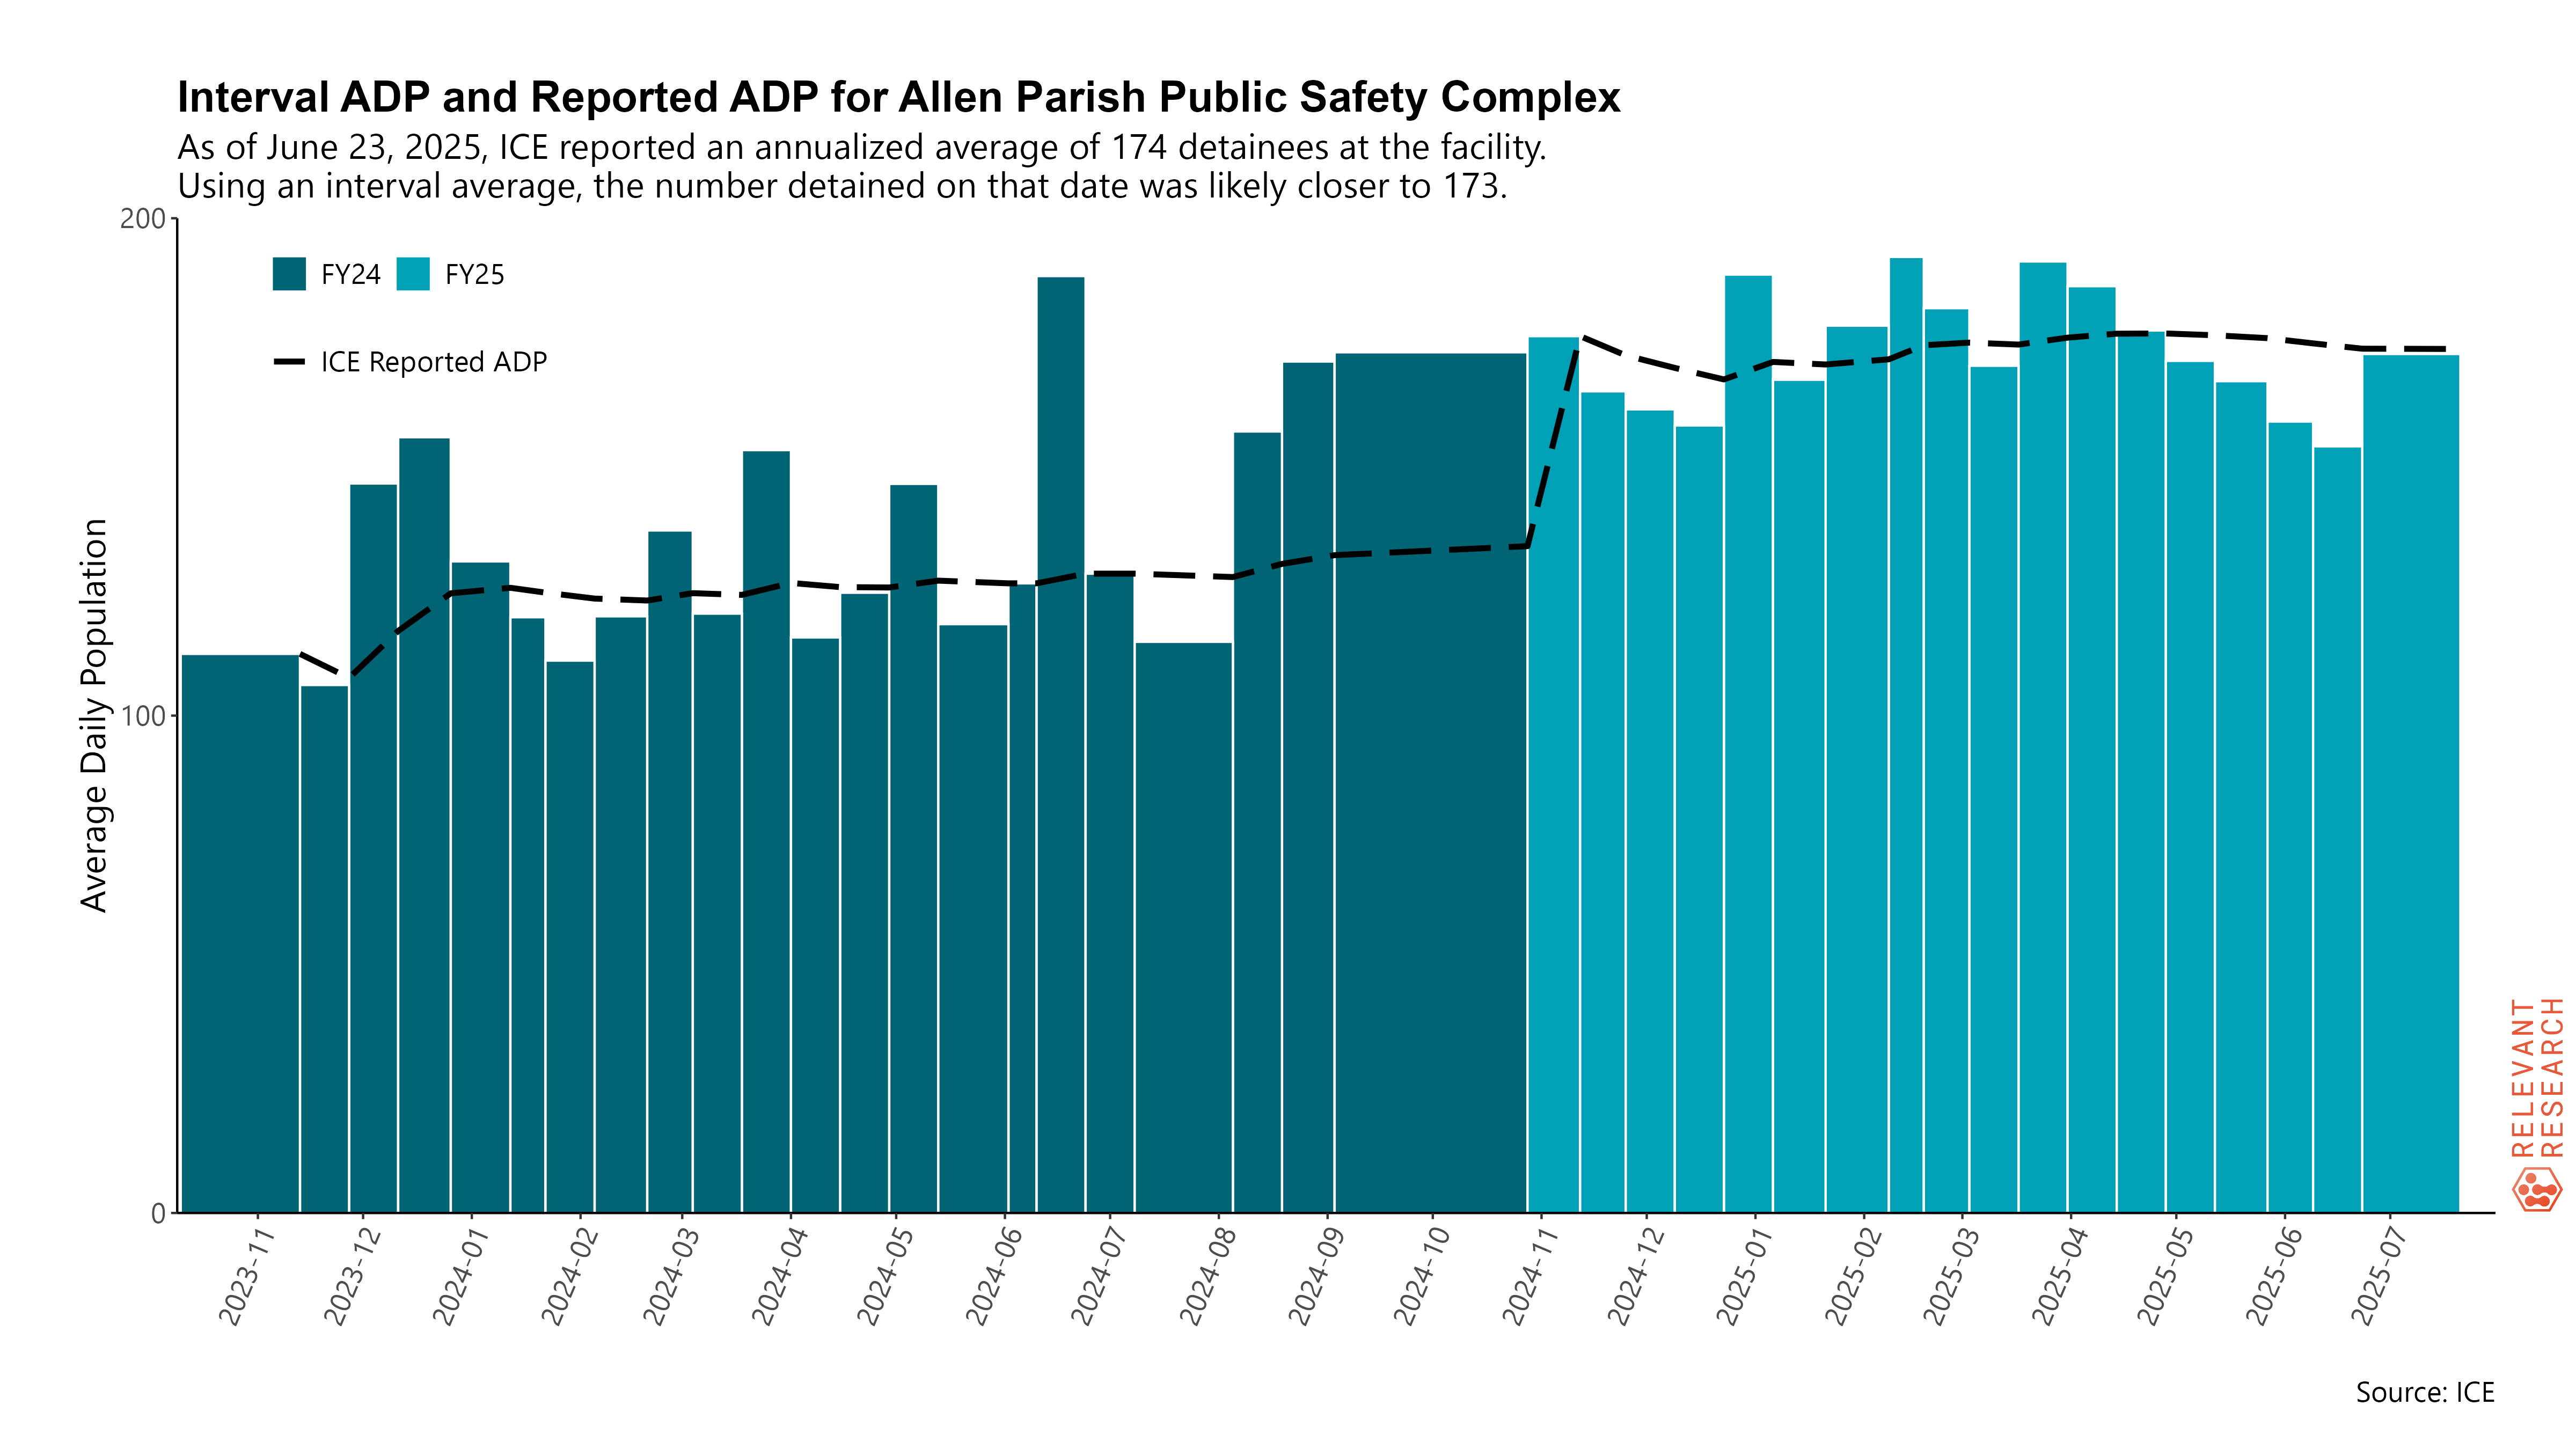 Interval ADP and Reported ADP for Allen Parish Public Safety Complex
As of June 23, 2025, ICE reported an annualized average of 174 detainees at the facility.
Using an interval average, the number detained on that date was likely closer to 173.
200
FY24 FY25
ICE Reported ADP
Average Daily Population
100
0
2023-11
2023-12
2024-01
2024-02
2024-03
2024-04
2024-05
2024-06
2024-07
2024-08
2024-09
2024-10
2024-11
2024-12
2025-01
2025-02
2025-03
2025-04
2025-05
2025-06
2025-07
RELEVANT
RESEARCH
Source: ICE